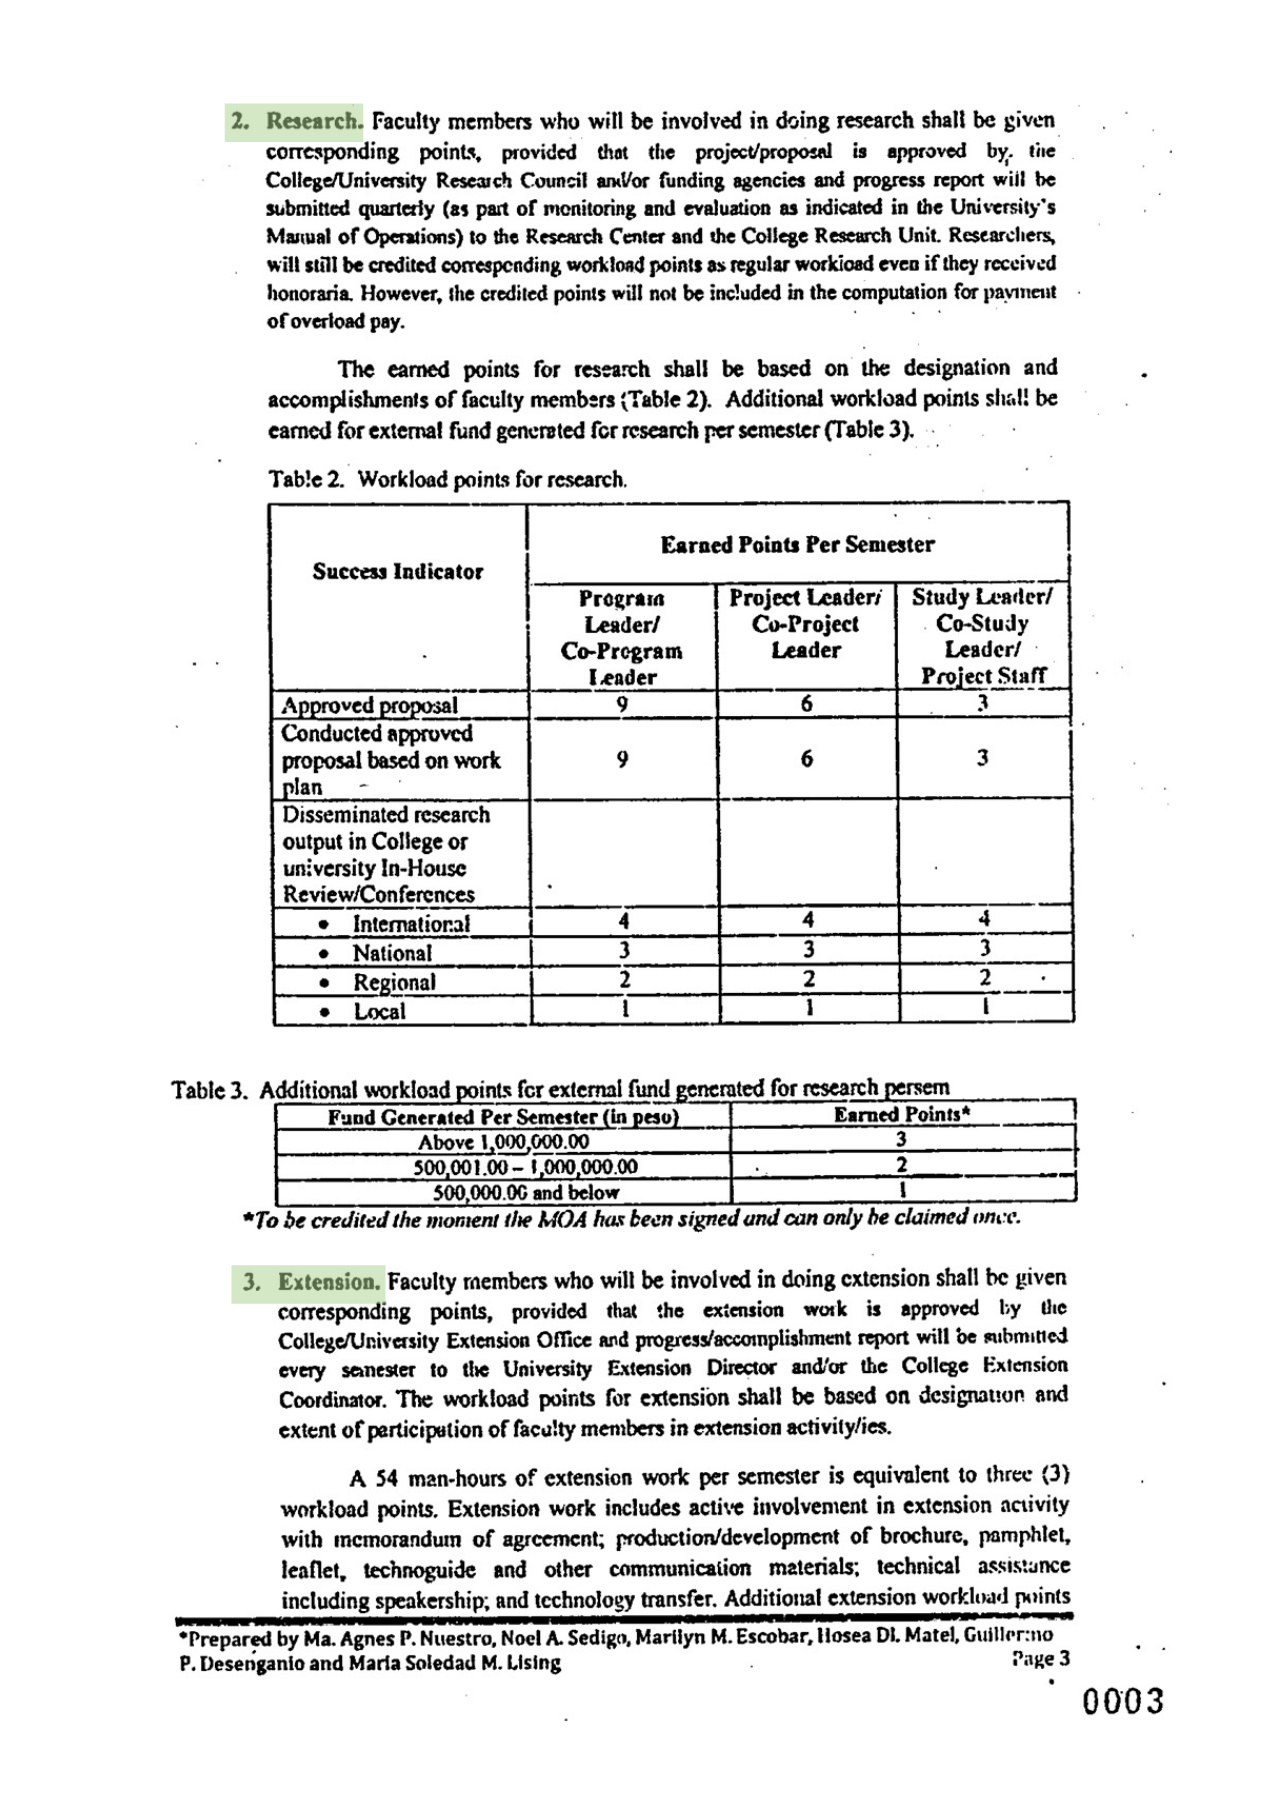 2. Research. Faculty members who will be involved in doing research shall be given
corresponding points, provided that the project/proposal is approved by the
College/University Research Council and/or funding agencies and progress report will be
submitted quarterly (as part of monitoring and evaluation as indicated in the University's
Manual of Operations) to the Research Center and the College Research Unit. Researchers,
will still be credited corresponding workload points as regular workload even if they received
honoraria. However, the credited points will not be included in the computation for payment
of overload pay.
The earned points for research shall be based on the designation and
accomplishments of faculty members (Table 2). Additional workload points shall be
earned for external fund generated for research per semester (Table 3).
Table 2. Workload points for research.
Success Indicator
Earned Points Per Semester
Program Leader/ Co-Program Leader
Project Leader/ Co-Project Leader
Study Leader/ Co-Study Leader/ Project Staff
Approved proposal 9 6 3
Conducted approved
proposal based on work 9 6 3
plan
Disseminated research
output in College or
university In-House
Review/Conferences
• International 4 4 4
• National 3 3 3
• Regional 2 2 2
• Local 1 1 1
Table 3. Additional workload points for external fund generated for research persem
Fund Generated Per Semester (in peso) Earned Points*
Above 1,000,000.00 3
500,001.00 – 1,000,000.00 2
500,000.00 and below 1
*To be credited the moment the MOA has been signed and can only be claimed once.
3. Extension. Faculty members who will be involved in doing extension shall be given
corresponding points, provided that the extension work is approved by the
College/University Extension Office and progress/accomplishment report will be submitted
every semester to the University Extension Director and/or the College Extension
Coordinator. The workload points for extension shall be based on designation and
extent of participation of faculty members in extension activity/ies.
A 54 man-hours of extension work per semester is equivalent to three (3)
workload points. Extension work includes active involvement in extension activity
with memorandum of agreement; production/development of brochure, pamphlet,
leaflet, technoguide and other communication materials; technical assistance
including speakership; and technology transfer. Additional extension workload points
*Prepared by Ma. Agnes P. Nuestro, Noel A. Sedigo, Marilyn M. Escobar, Hosea DL. Matel, Guillermo
P. Desenganio and Maria Soledad M. Lising Page 3
0003